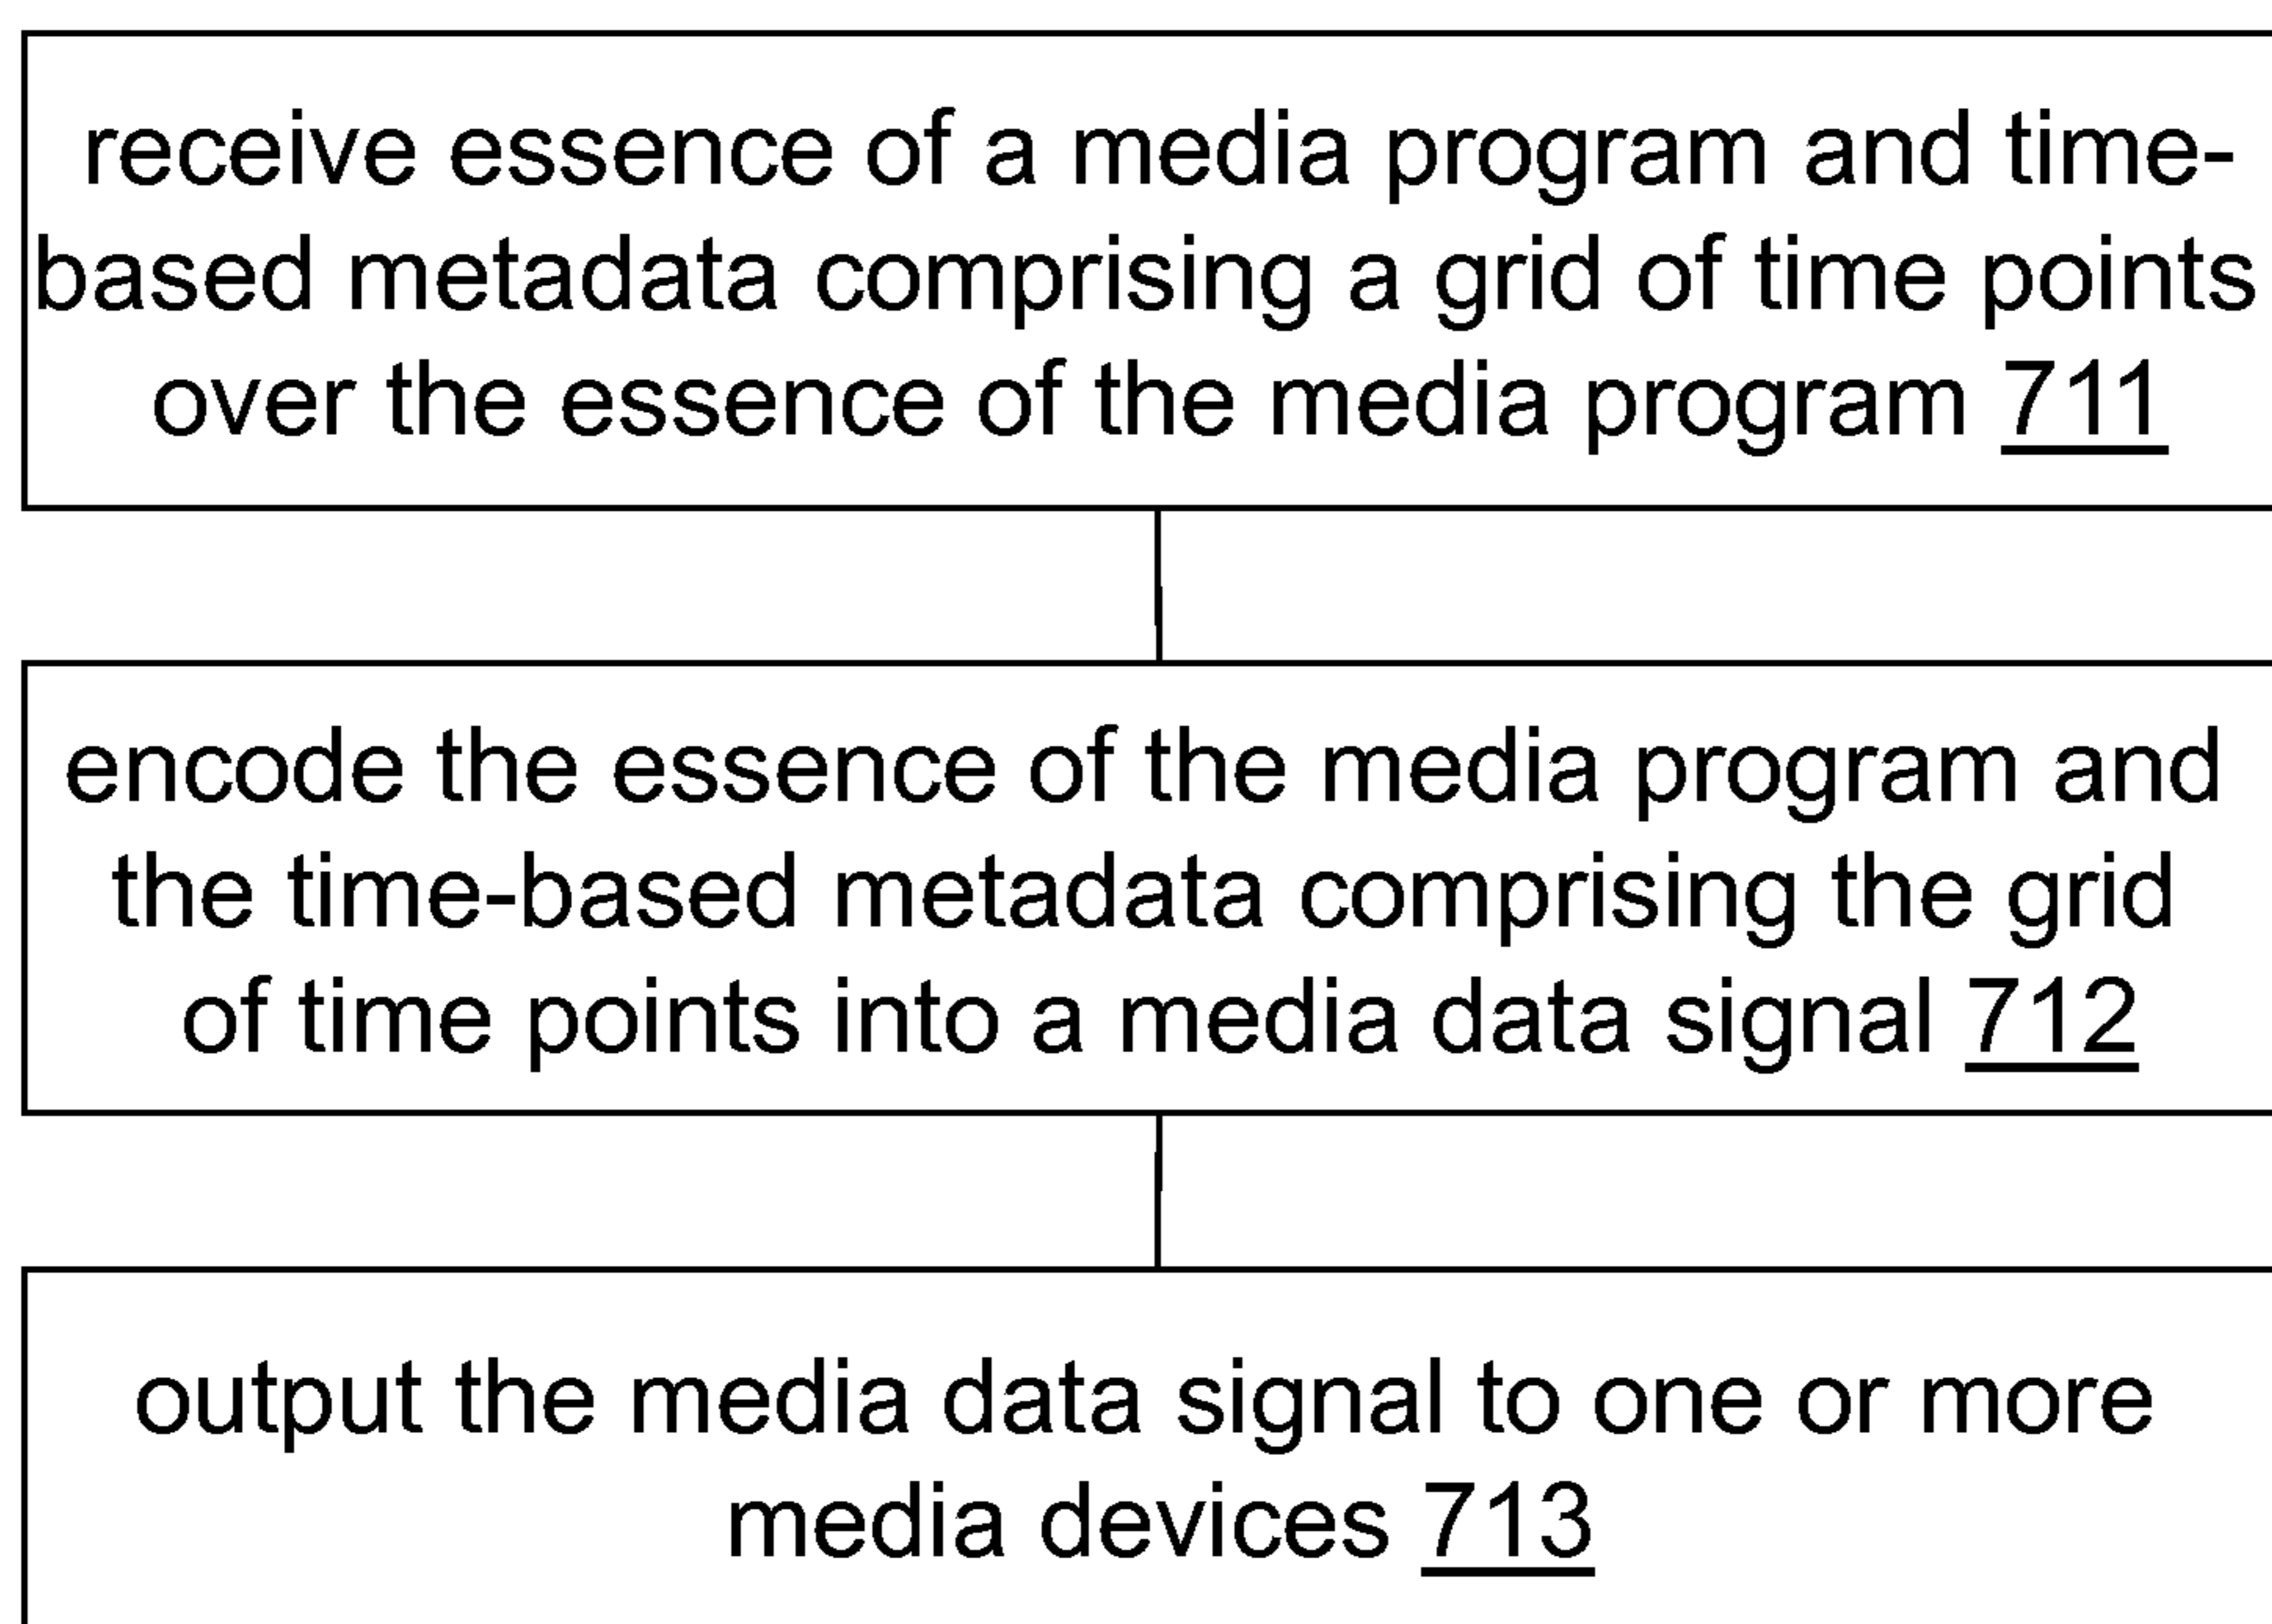 receive essence of a media program and time-
based metadata comprising a grid of time points
over the essence of the media program 711
encode the essence of the media program and
the time-based metadata comprising the grid
of time points into a media data signal 712
output the media data signal to one or more
media devices 713